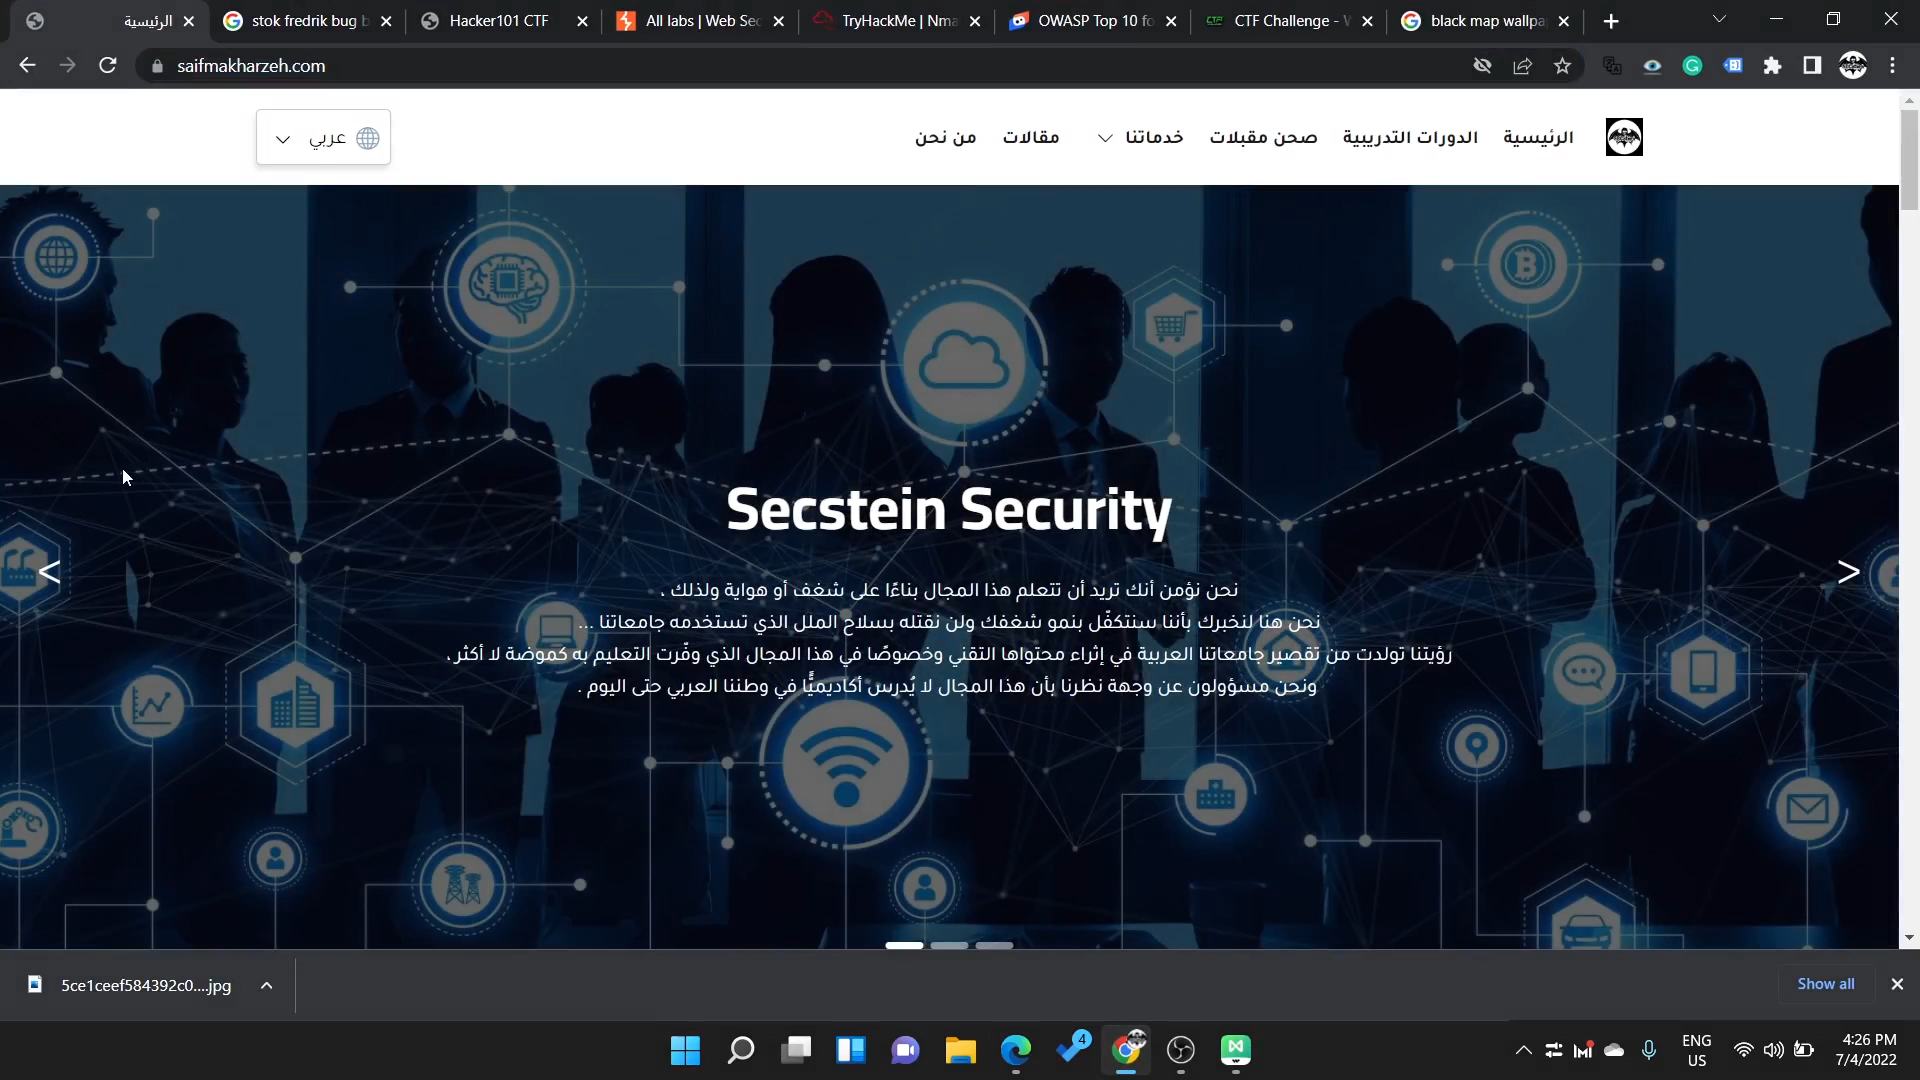 الرئيسية
stok fredrik bug b
Hacker101 CTF
All labs | Web Sec
TryHackMe | Nma
OWASP Top 10 fo
CTF Challenge - W
black map wallpa
saifmakharzeh.com
الرئيسية
الدورات التدريبية
صحن مقبلات
خدماتنا
مقالات
من نحن
عربي
Secstein Security
نحن نؤمن أنك تريد أن تتعلم هذا المجال بناءًا على شغف أو هواية ولذلك ،
نحن هنا لنخبرك بأننا سنتكفّل بنمو شغفك ولن نقتله بسلاح الملل الذي تستخدمه جامعاتنا ...
رؤيتنا تولدت من تقصير جامعاتنا العربية في إثراء محتواها التقني وخصوصًا في هذا المجال الذي وفّرت التعليم به كموضة لا أكثر ،
ونحن مسؤولون عن وجهة نظرنا بأن هذا المجال لا يُدرس أكاديميًّا في وطننا العربي حتى اليوم .
<
>
5ce1ceef584392c0....jpg
Show all
4
ENG
US
4:26 PM
7/4/2022